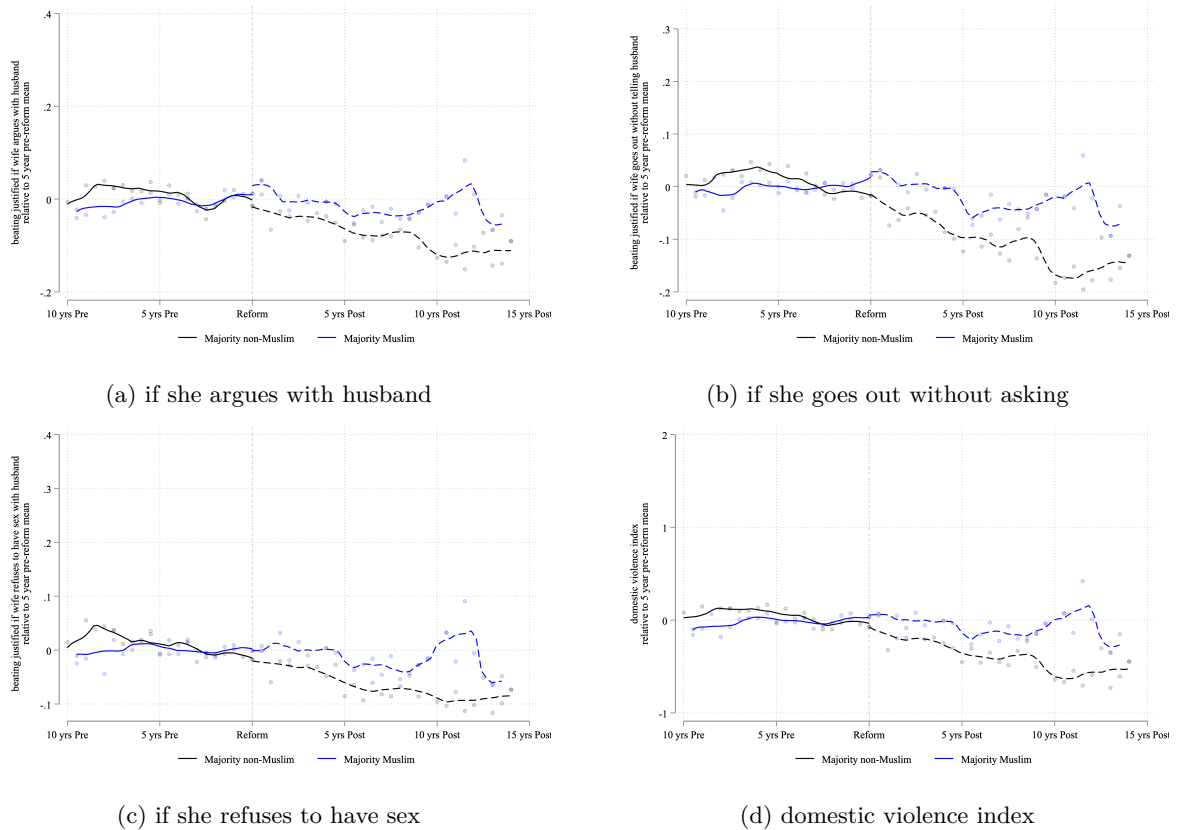 .4
.2
0
-.2
beating justified if wife argues with husband
relative to 5 year pre-reform mean
10 yrs Pre
5 yrs Pre
Reform
5 yrs Post
10 yrs Post
15 yrs Post
Majority non-Muslim
Majority Muslim
(a) if she argues with husband
.3
.2
.1
0
-.1
-.2
beating justified if wife goes out without telling husband
relative to 5 year pre-reform mean
10 yrs Pre
5 yrs Pre
Reform
5 yrs Post
10 yrs Post
15 yrs Post
Majority non-Muslim
Majority Muslim
(b) if she goes out without asking
.4
.3
.2
.1
0
-.1
beating justified if wife refuses to have sex with husband
relative to 5 year pre-reform mean
10 yrs Pre
5 yrs Pre
Reform
5 yrs Post
10 yrs Post
15 yrs Post
Majority non-Muslim
Majority Muslim
(c) if she refuses to have sex
2
1
0
-1
domestic violence index
relative to 5 year pre-reform mean
10 yrs Pre
5 yrs Pre
Reform
5 yrs Post
10 yrs Post
15 yrs Post
Majority non-Muslim
Majority Muslim
(d) domestic violence index